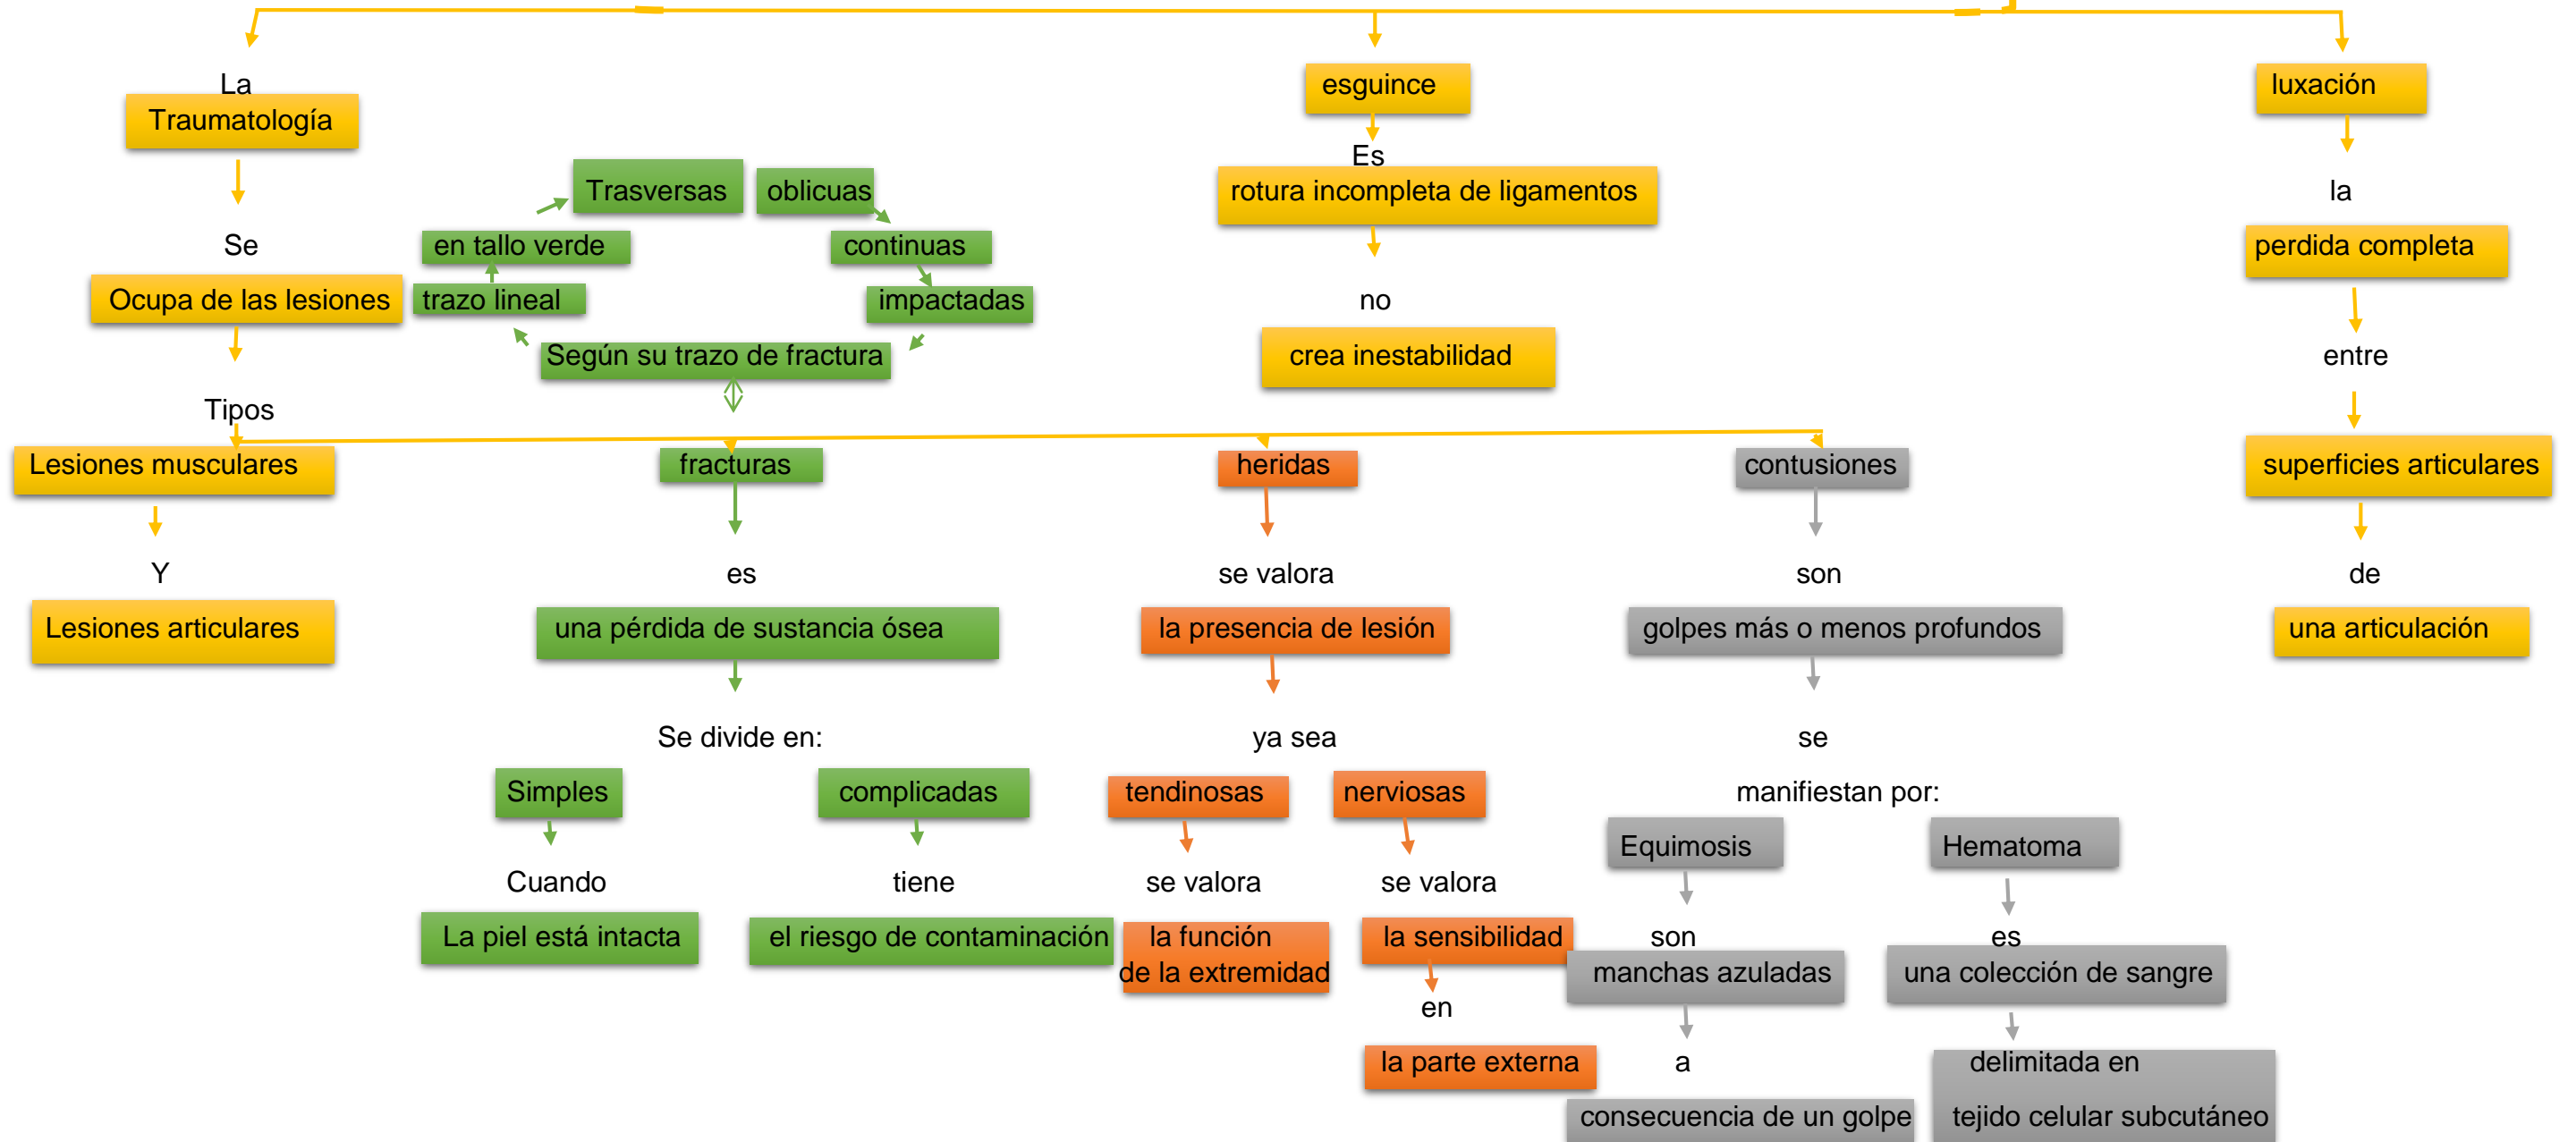 La
Traumatología
Se
Ocupa de las lesiones
Tipos
Lesiones musculares
Y
Lesiones articulares
Trasversas
oblicuas
en tallo verde
continuas
trazo lineal
impactadas
Según su trazo de fractura
fracturas
es
una pérdida de sustancia ósea
Se divide en:
Simples
Cuando
La piel está intacta
complicadas
tiene
el riesgo de contaminación
esguince
Es
rotura incompleta de ligamentos
no
crea inestabilidad
heridas
se valora
la presencia de lesión
ya sea
tendinosas
se valora
la función
de la extremidad
nerviosas
se valora
la sensibilidad
en
la parte externa
contusiones
son
golpes más o menos profundos
se
manifiestan por:
Equimosis
son
manchas azuladas
a
consecuencia de un golpe
Hematoma
es
una colección de sangre
delimitada en
tejido celular subcutáneo
luxación
la
perdida completa
entre
superficies articulares
de
una articulación